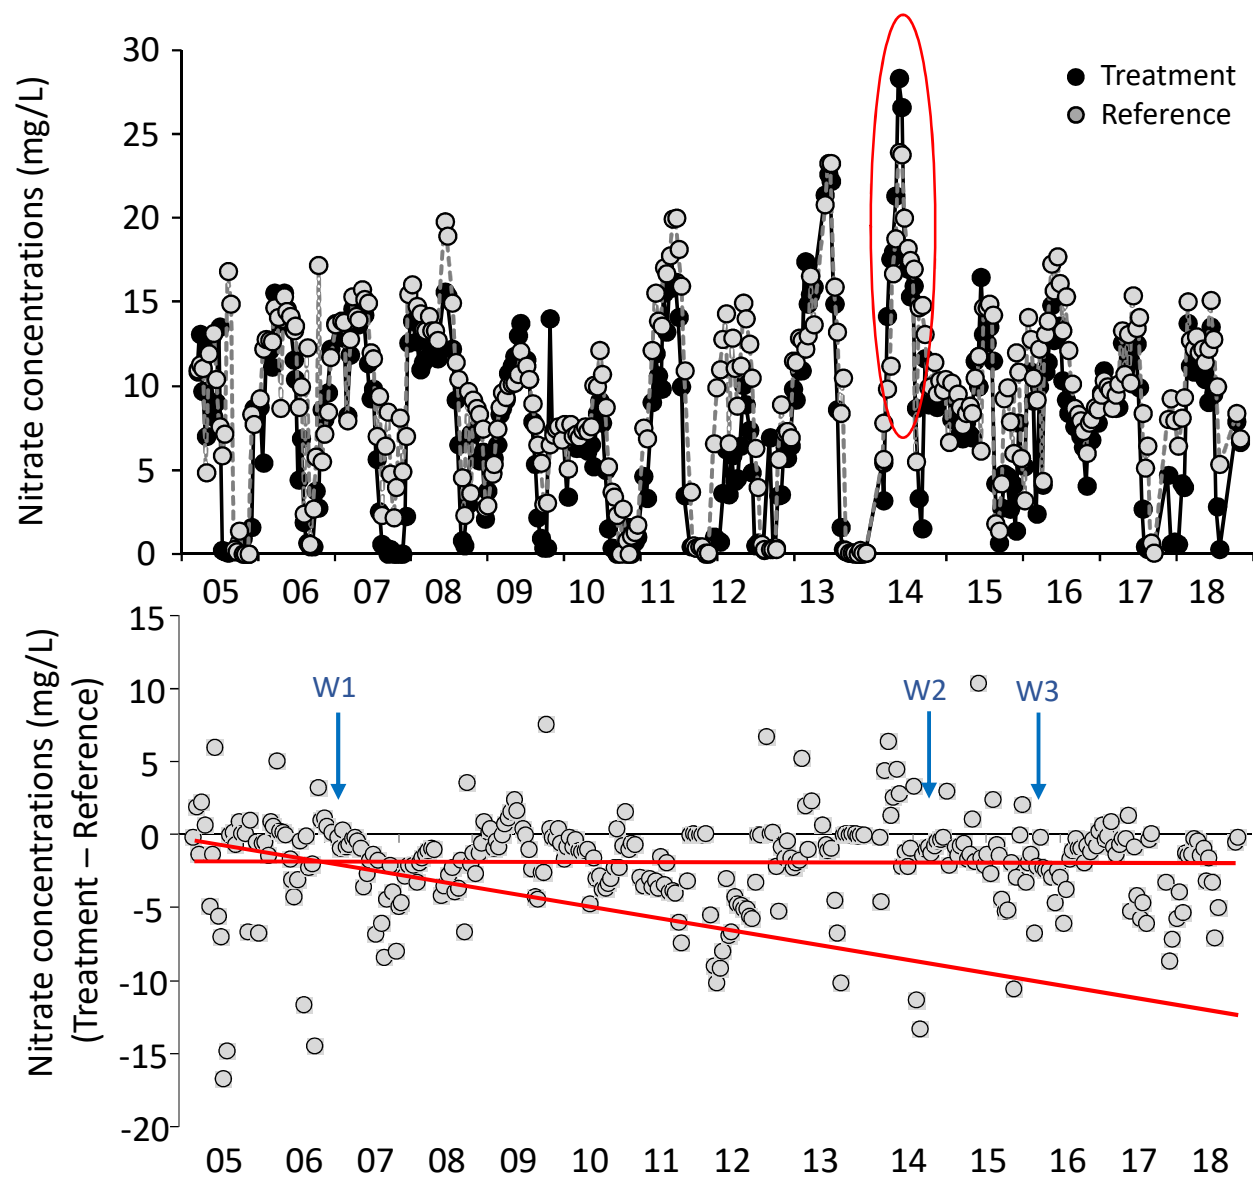 Nitrate concentrations (mg/L)
30
25
20
15
10
5
0
Treatment
Reference
05 06 07 08 09 10 11 12 13 14 15 16 17 18
Nitrate concentrations (mg/L)
(Treatment – Reference)
15
10
5
0
-5
-10
-15
-20
W1
W2
W3
05 06 07 08 09 10 11 12 13 14 15 16 17 18